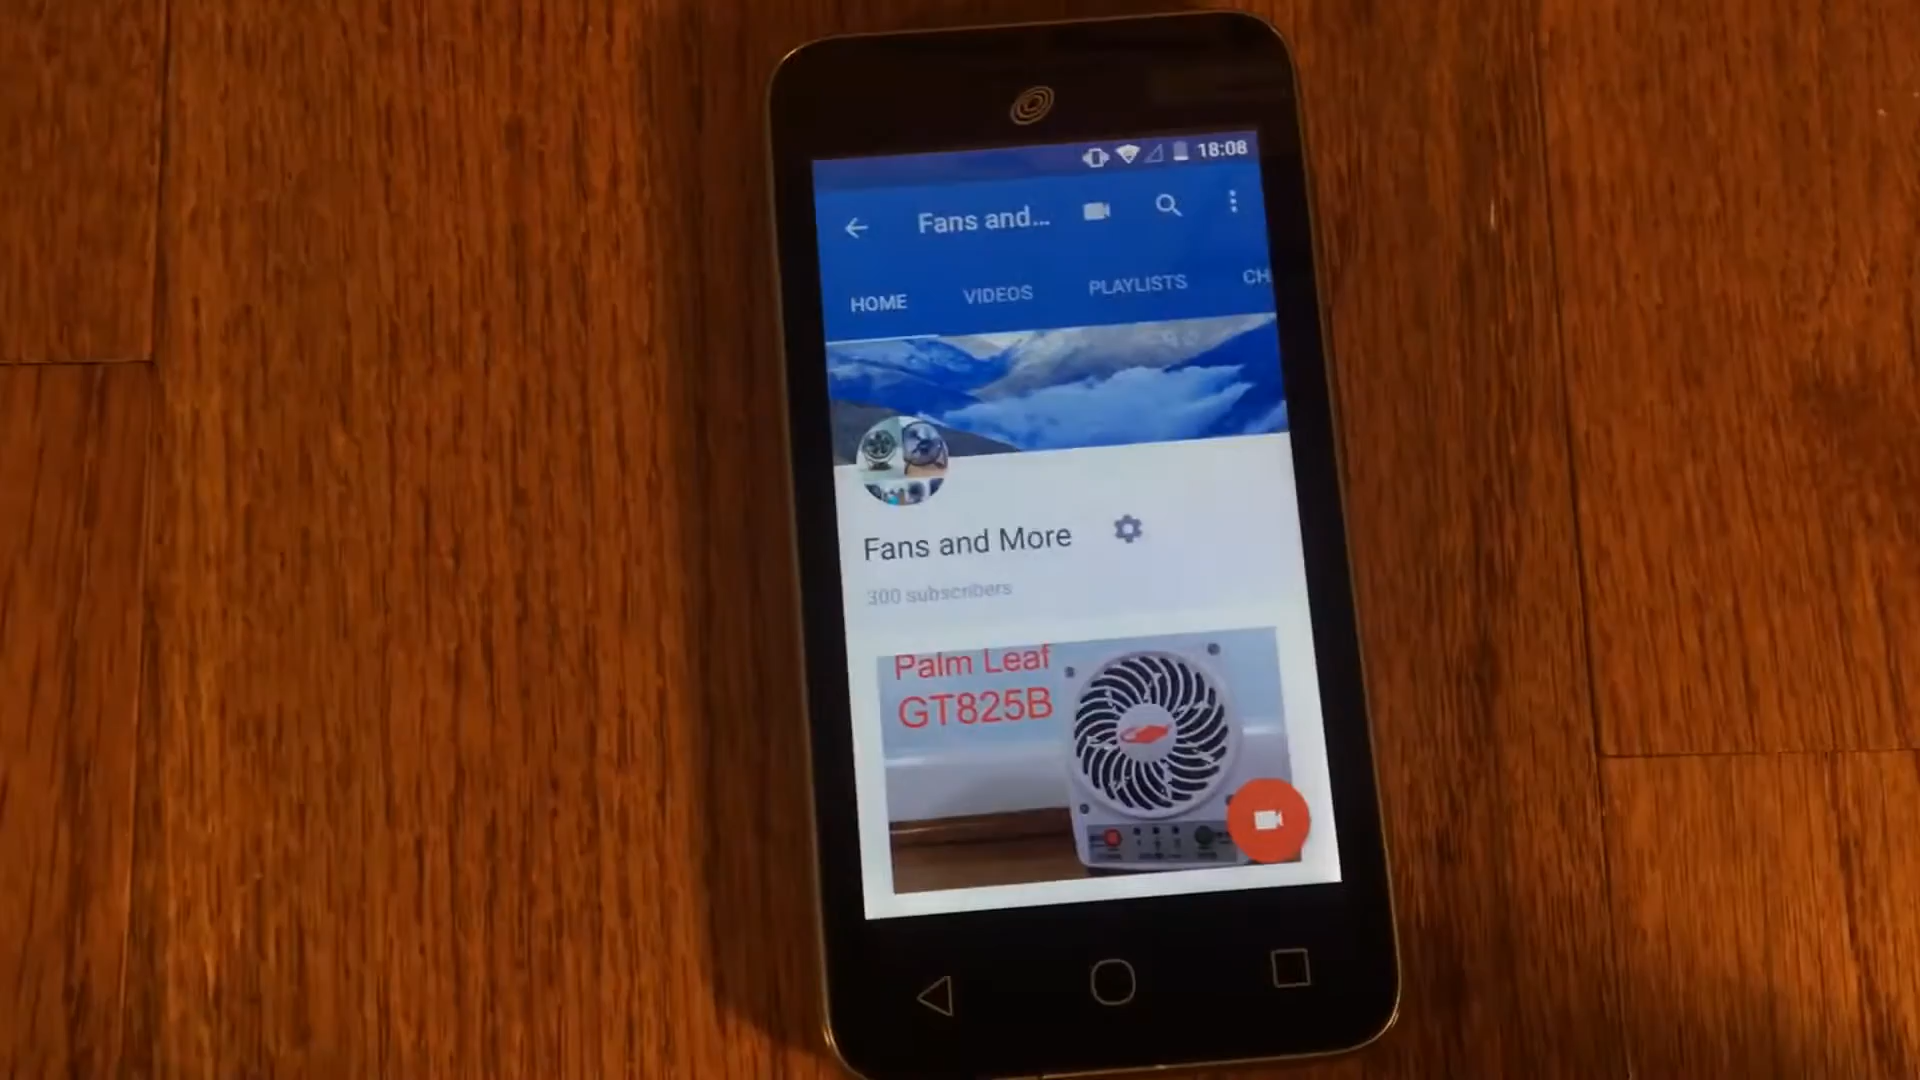 18:08
Fans and...
HOME VIDEOS PLAYLISTS CH
Fans and More
300 subscribers
Palm Leaf
GT825B